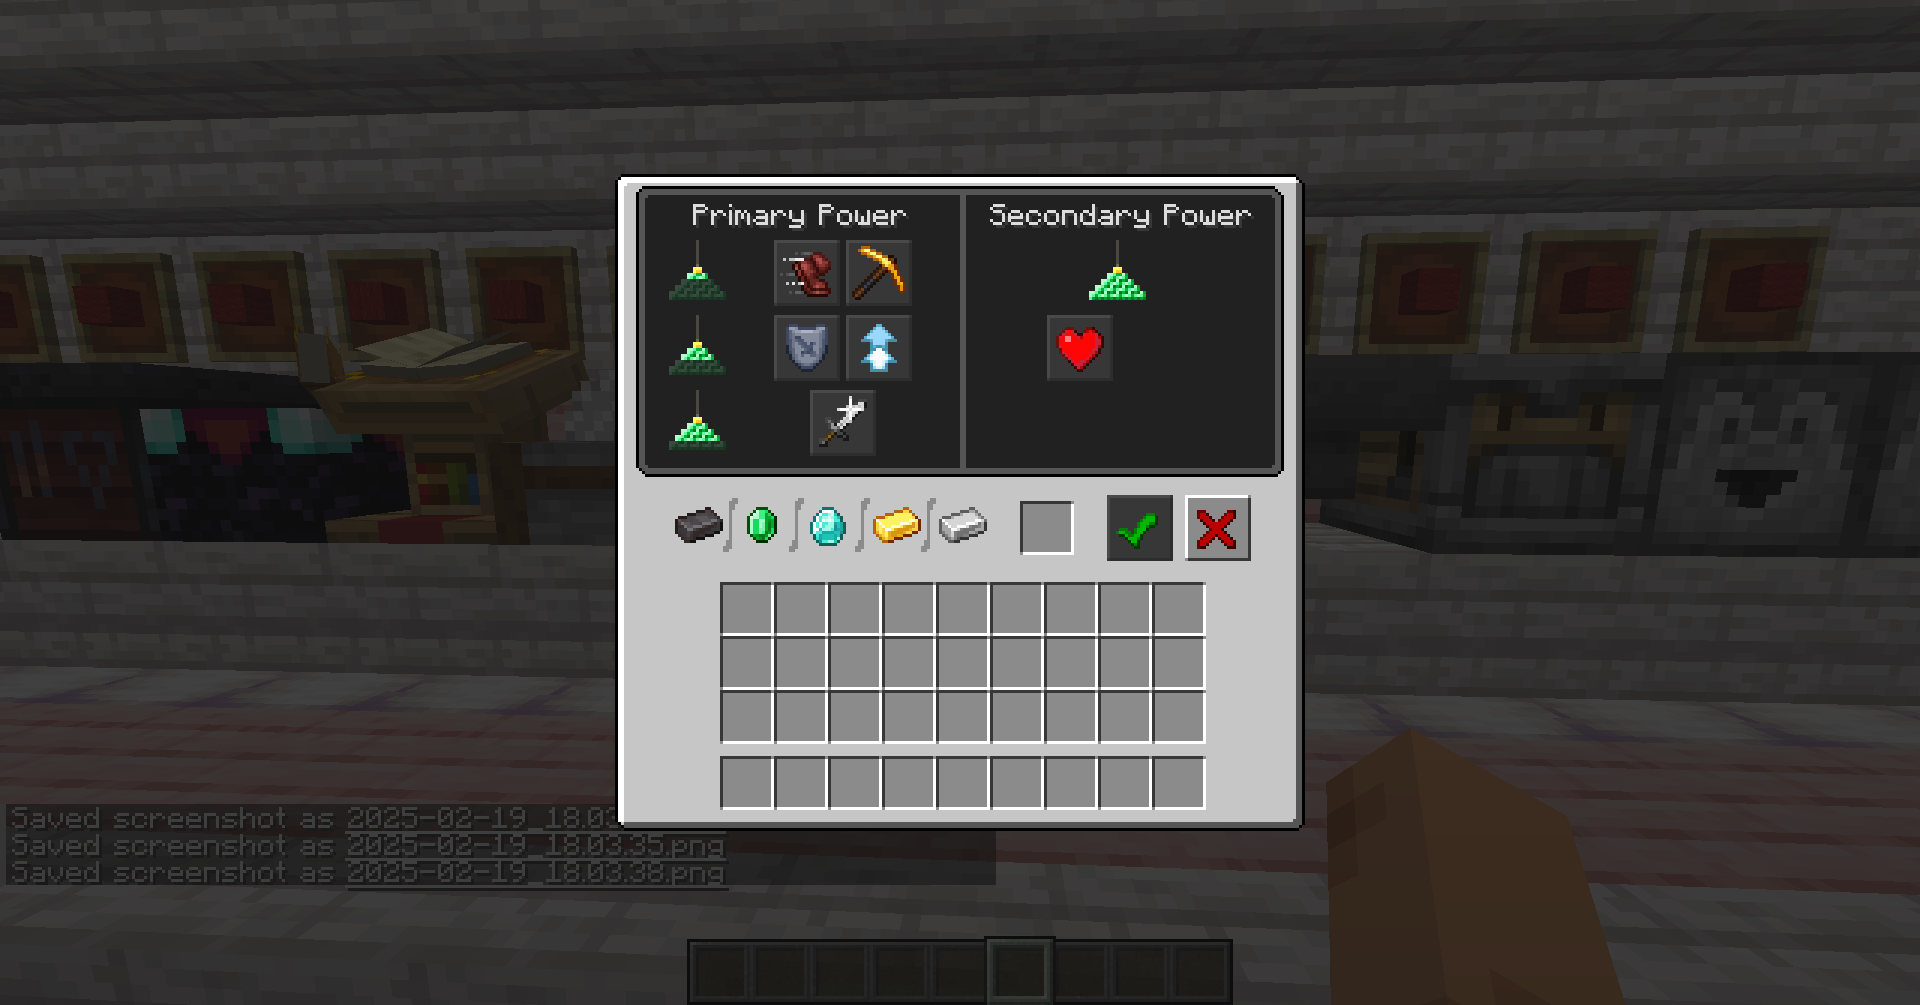 Primary Power
Secondary Power
Saved screenshot as 2025-02-19_18.03
Saved screenshot as 2025-02-19_18.03.35.png
Saved screenshot as 2025-02-19_18.03.38.png